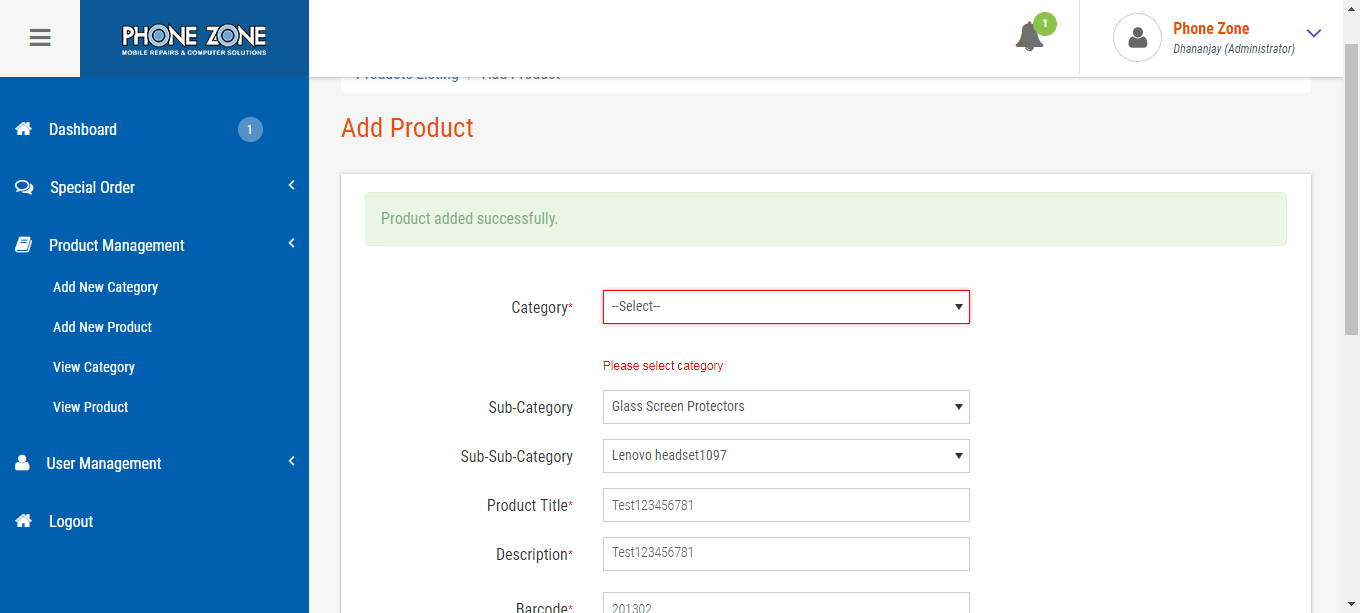 PHONE ZONE
MOBILE REPAIRS & COMPUTER SOLUTIONS
1
Phone Zone
Dhananjay (Administrator)
Dashboard
1
Special Order
Product Management
Add New Category
Add New Product
View Category
View Product
User Management
Logout
Products Listing / Add Product
Add Product
Product added successfully.
Category*
--Select--
Please select category
Sub-Category
Glass Screen Protectors
Sub-Sub-Category
Lenovo headset1097
Product Title*
Test123456781
Description*
Test123456781
Barcode*
201302